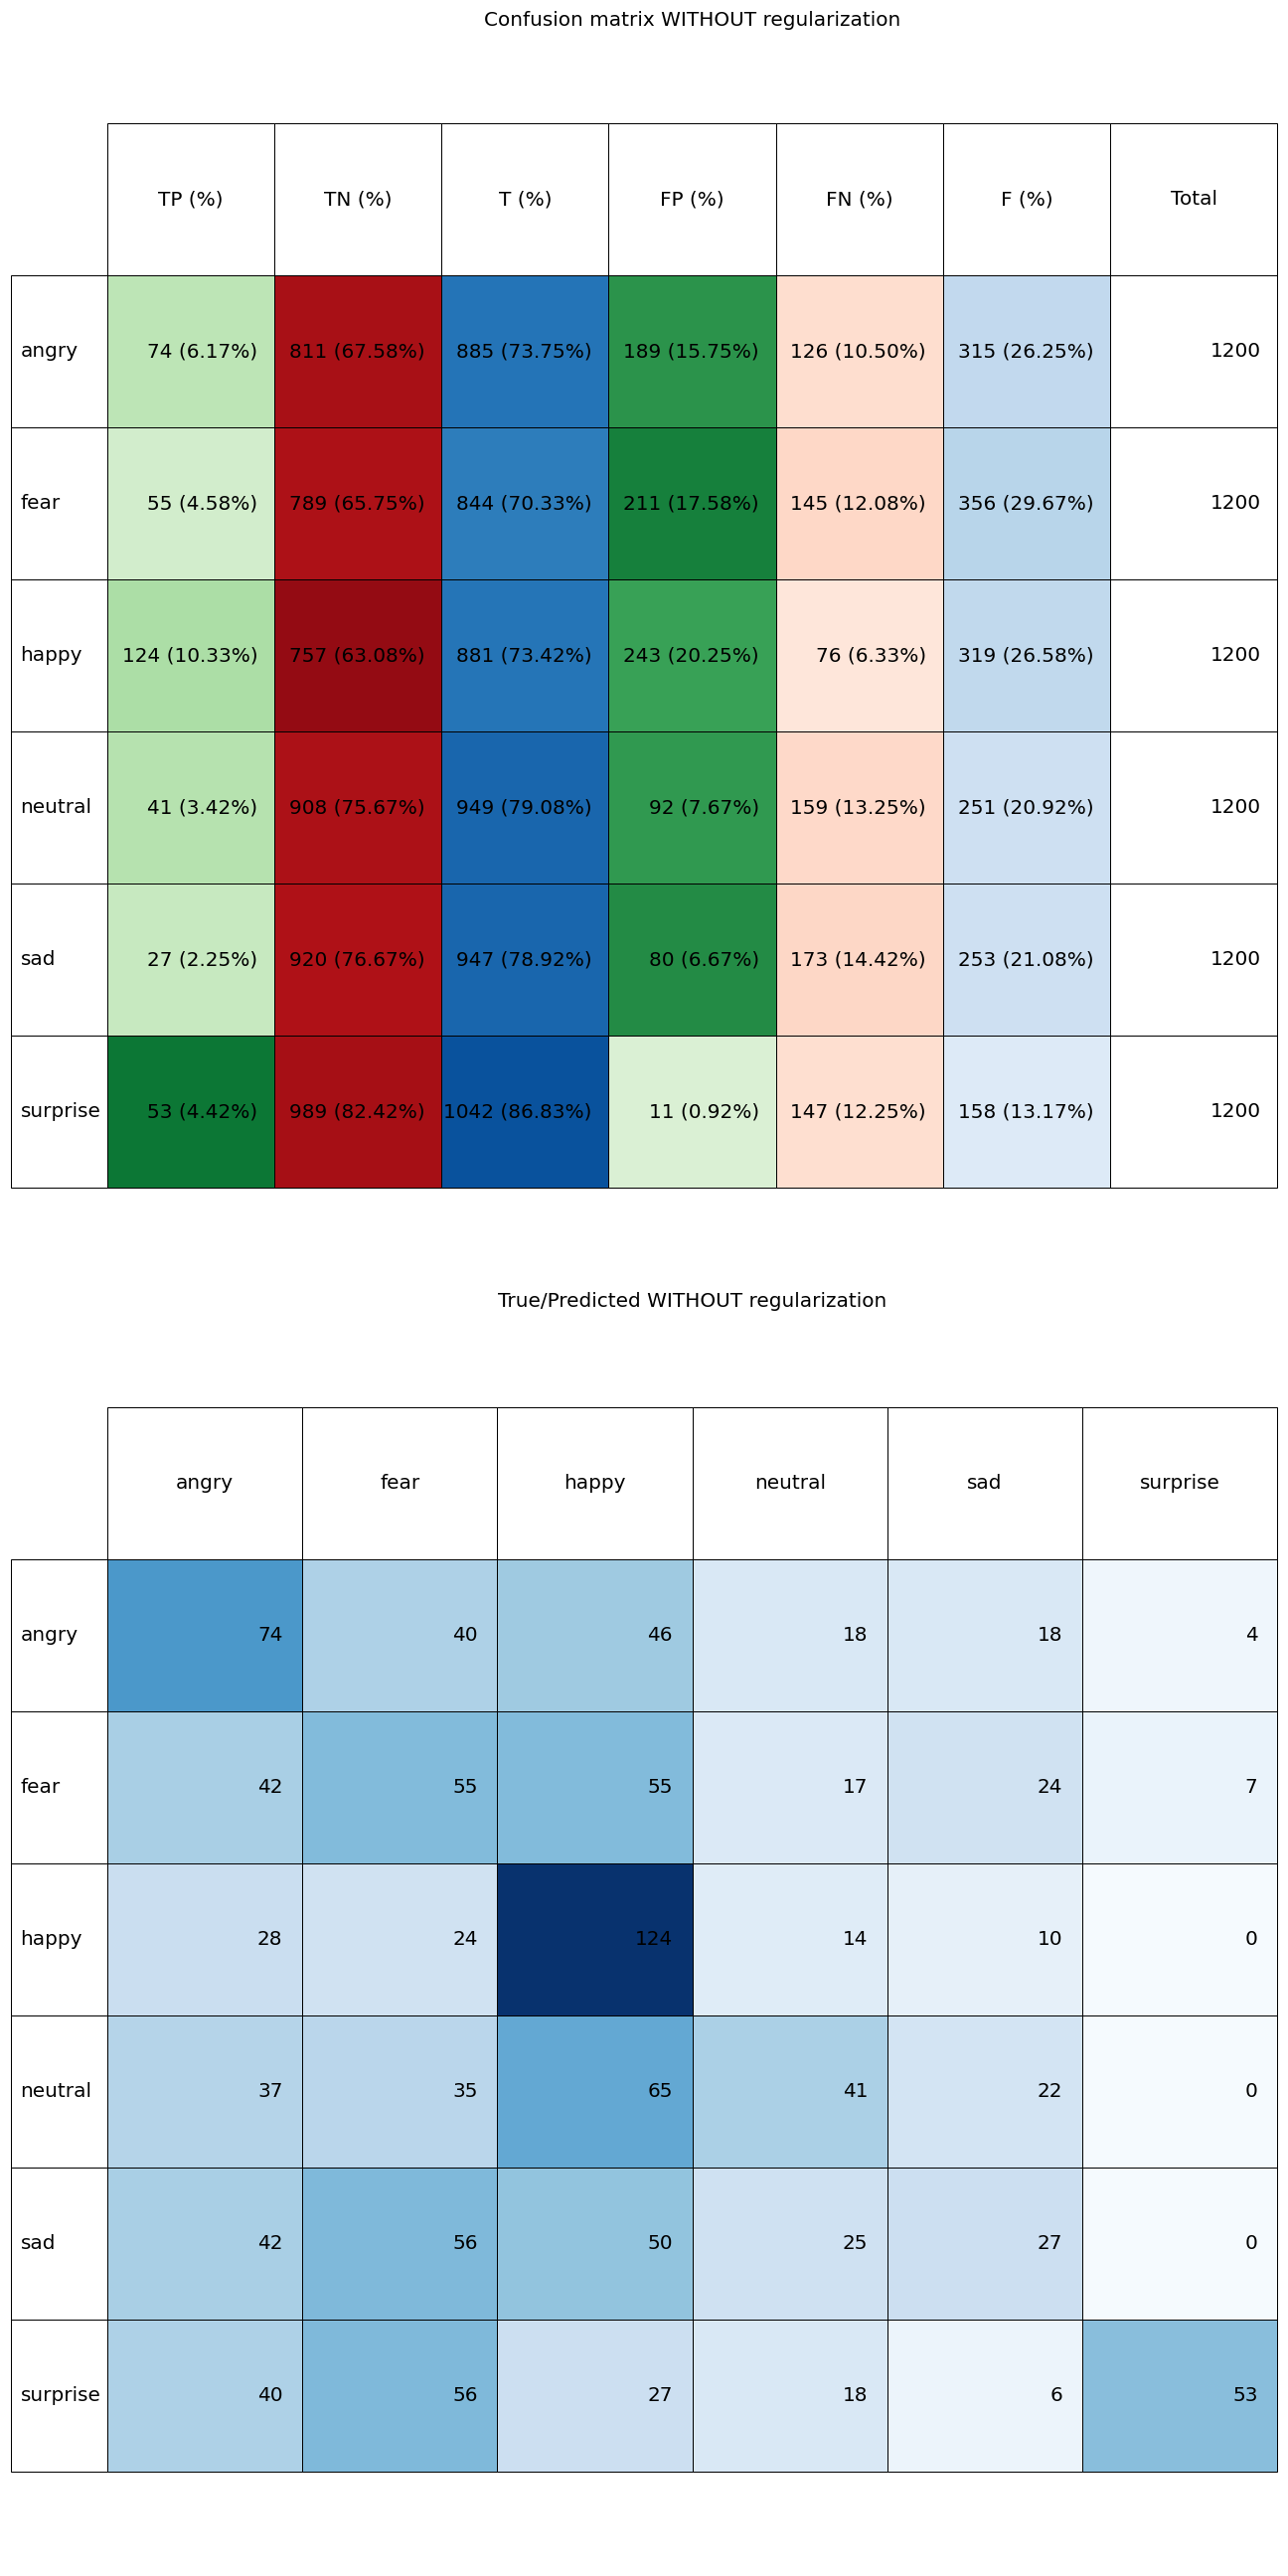 Confusion matrix WITHOUT regularization
TP (%) TN (%) T (%) FP (%) FN (%) F (%) Total
angry 74 (6.17%) 811 (67.58%) 885 (73.75%) 189 (15.75%) 126 (10.50%) 315 (26.25%) 1200
fear 55 (4.58%) 789 (65.75%) 844 (70.33%) 211 (17.58%) 145 (12.08%) 356 (29.67%) 1200
happy 124 (10.33%) 757 (63.08%) 881 (73.42%) 243 (20.25%) 76 (6.33%) 319 (26.58%) 1200
neutral 41 (3.42%) 908 (75.67%) 949 (79.08%) 92 (7.67%) 159 (13.25%) 251 (20.92%) 1200
sad 27 (2.25%) 920 (76.67%) 947 (78.92%) 80 (6.67%) 173 (14.42%) 253 (21.08%) 1200
surprise 53 (4.42%) 989 (82.42%) 1042 (86.83%) 11 (0.92%) 147 (12.25%) 158 (13.17%) 1200
True/Predicted WITHOUT regularization
angry fear happy neutral sad surprise
angry 74 40 46 18 18 4
fear 42 55 55 17 24 7
happy 28 24 124 14 10 0
neutral 37 35 65 41 22 0
sad 42 56 50 25 27 0
surprise 40 56 27 18 6 53